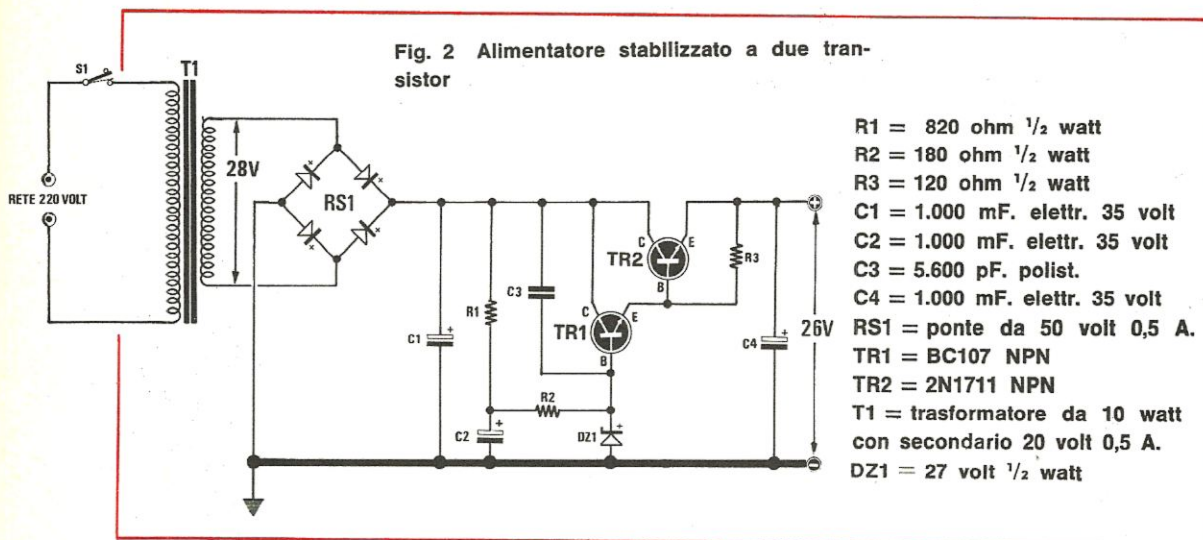 Fig. 2 Alimentatore stabilizzato a due tran-
sistor
S1
T1
28V
RETE 220 VOLT
RS1
C1
+
R1
C2
+
C3
R2
C
E
TR1
B
DZ1
+
C
E
TR2
B
R3
C4
+
+
26V
-
R1 = 820 ohm ½ watt
R2 = 180 ohm ½ watt
R3 = 120 ohm ½ watt
C1 = 1.000 mF. elettr. 35 volt
C2 = 1.000 mF. elettr. 35 volt
C3 = 5.600 pF. polist.
C4 = 1.000 mF. elettr. 35 volt
RS1 = ponte da 50 volt 0,5 A.
TR1 = BC107 NPN
TR2 = 2N1711 NPN
T1 = trasformatore da 10 watt
con secondario 20 volt 0,5 A.
DZ1 = 27 volt ½ watt